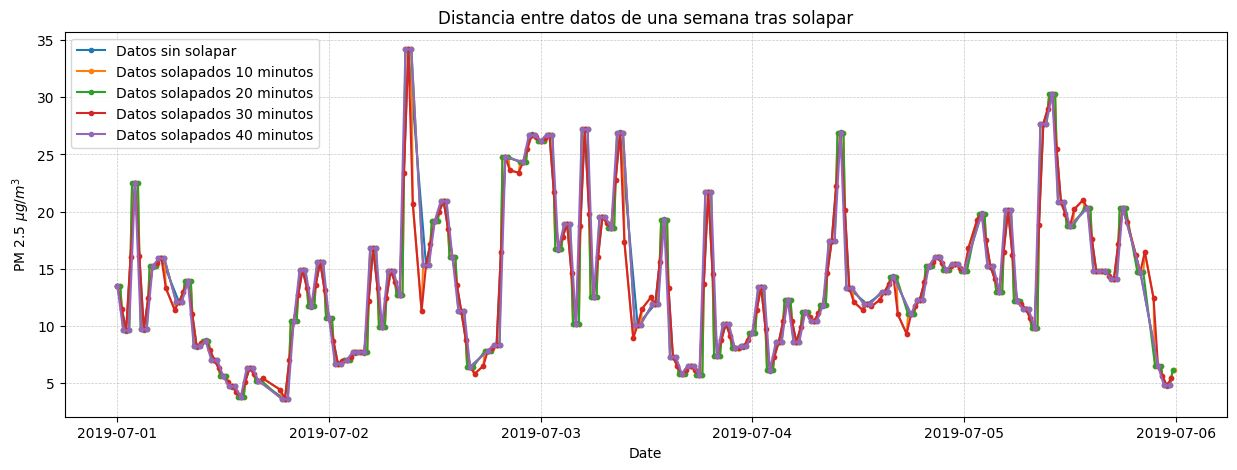 Distancia entre datos de una semana tras solapar
35
30
25
20
15
10
5
PM 2.5 µg/m³
Datos sin solapar
Datos solapados 10 minutos
Datos solapados 20 minutos
Datos solapados 30 minutos
Datos solapados 40 minutos
2019-07-01 2019-07-02 2019-07-03 2019-07-04 2019-07-05 2019-07-06
Date